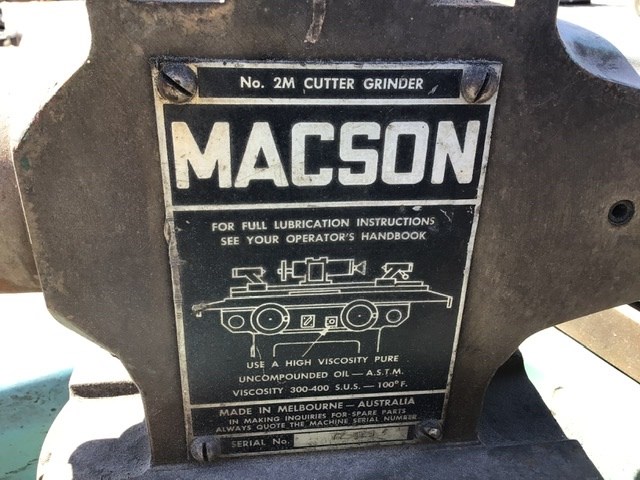 No. 2M CUTTER GRINDER
MACSON
FOR FULL LUBRICATION INSTRUCTIONS
SEE YOUR OPERATOR'S HANDBOOK
USE A HIGH VISCOSITY PURE
UNCOMPOUNDED OIL — A.S.T.M.
VISCOSITY 300-400 S.U.S. — 100°F.
MADE IN MELBOURNE — AUSTRALIA
IN MAKING INQUIRIES FOR SPARE PARTS
ALWAYS QUOTE THE MACHINE SERIAL NUMBER
SERIAL No.